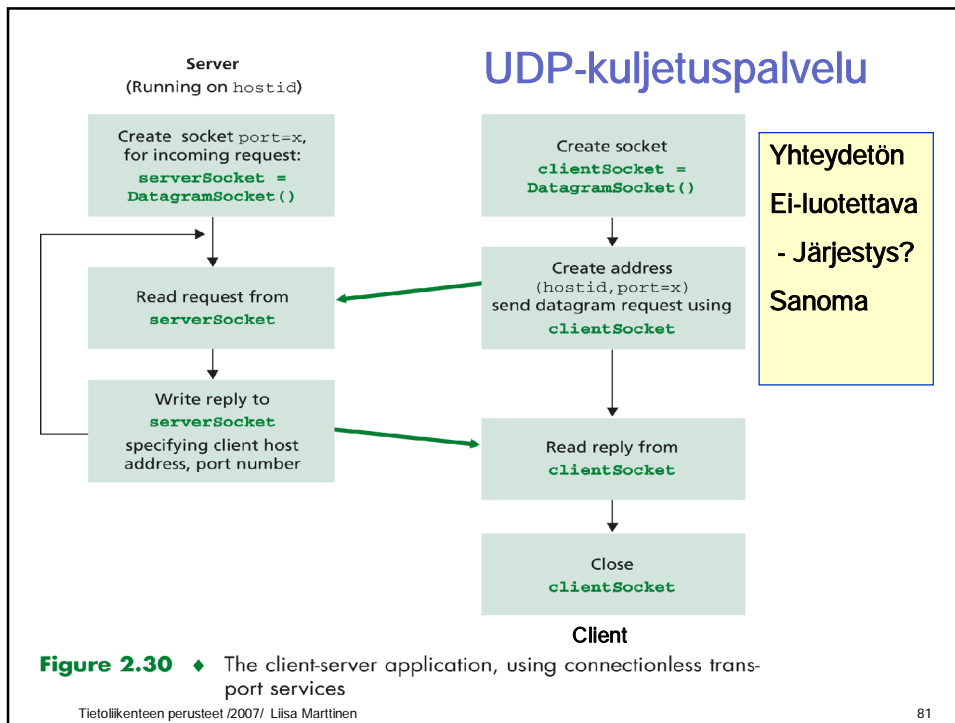 UDP-kuljetuspalvelu
Server
(Running on hostid)
Create socket port=x,
for incoming request:
serverSocket =
DatagramSocket()
Read request from
serverSocket
Write reply to
serverSocket
specifying client host
address, port number
Create socket
clientSocket =
DatagramSocket()
Create address
(hostid,port=x)
send datagram request using
clientSocket
Read reply from
clientSocket
Close
clientSocket
Client
Yhteydetön
Ei-luotettava
- Järjestys?
Sanoma
Figure 2.30 ♦ The client-server application, using connectionless trans-
port services
Tietoliikenteen perusteet /2007/ Liisa Marttinen 81